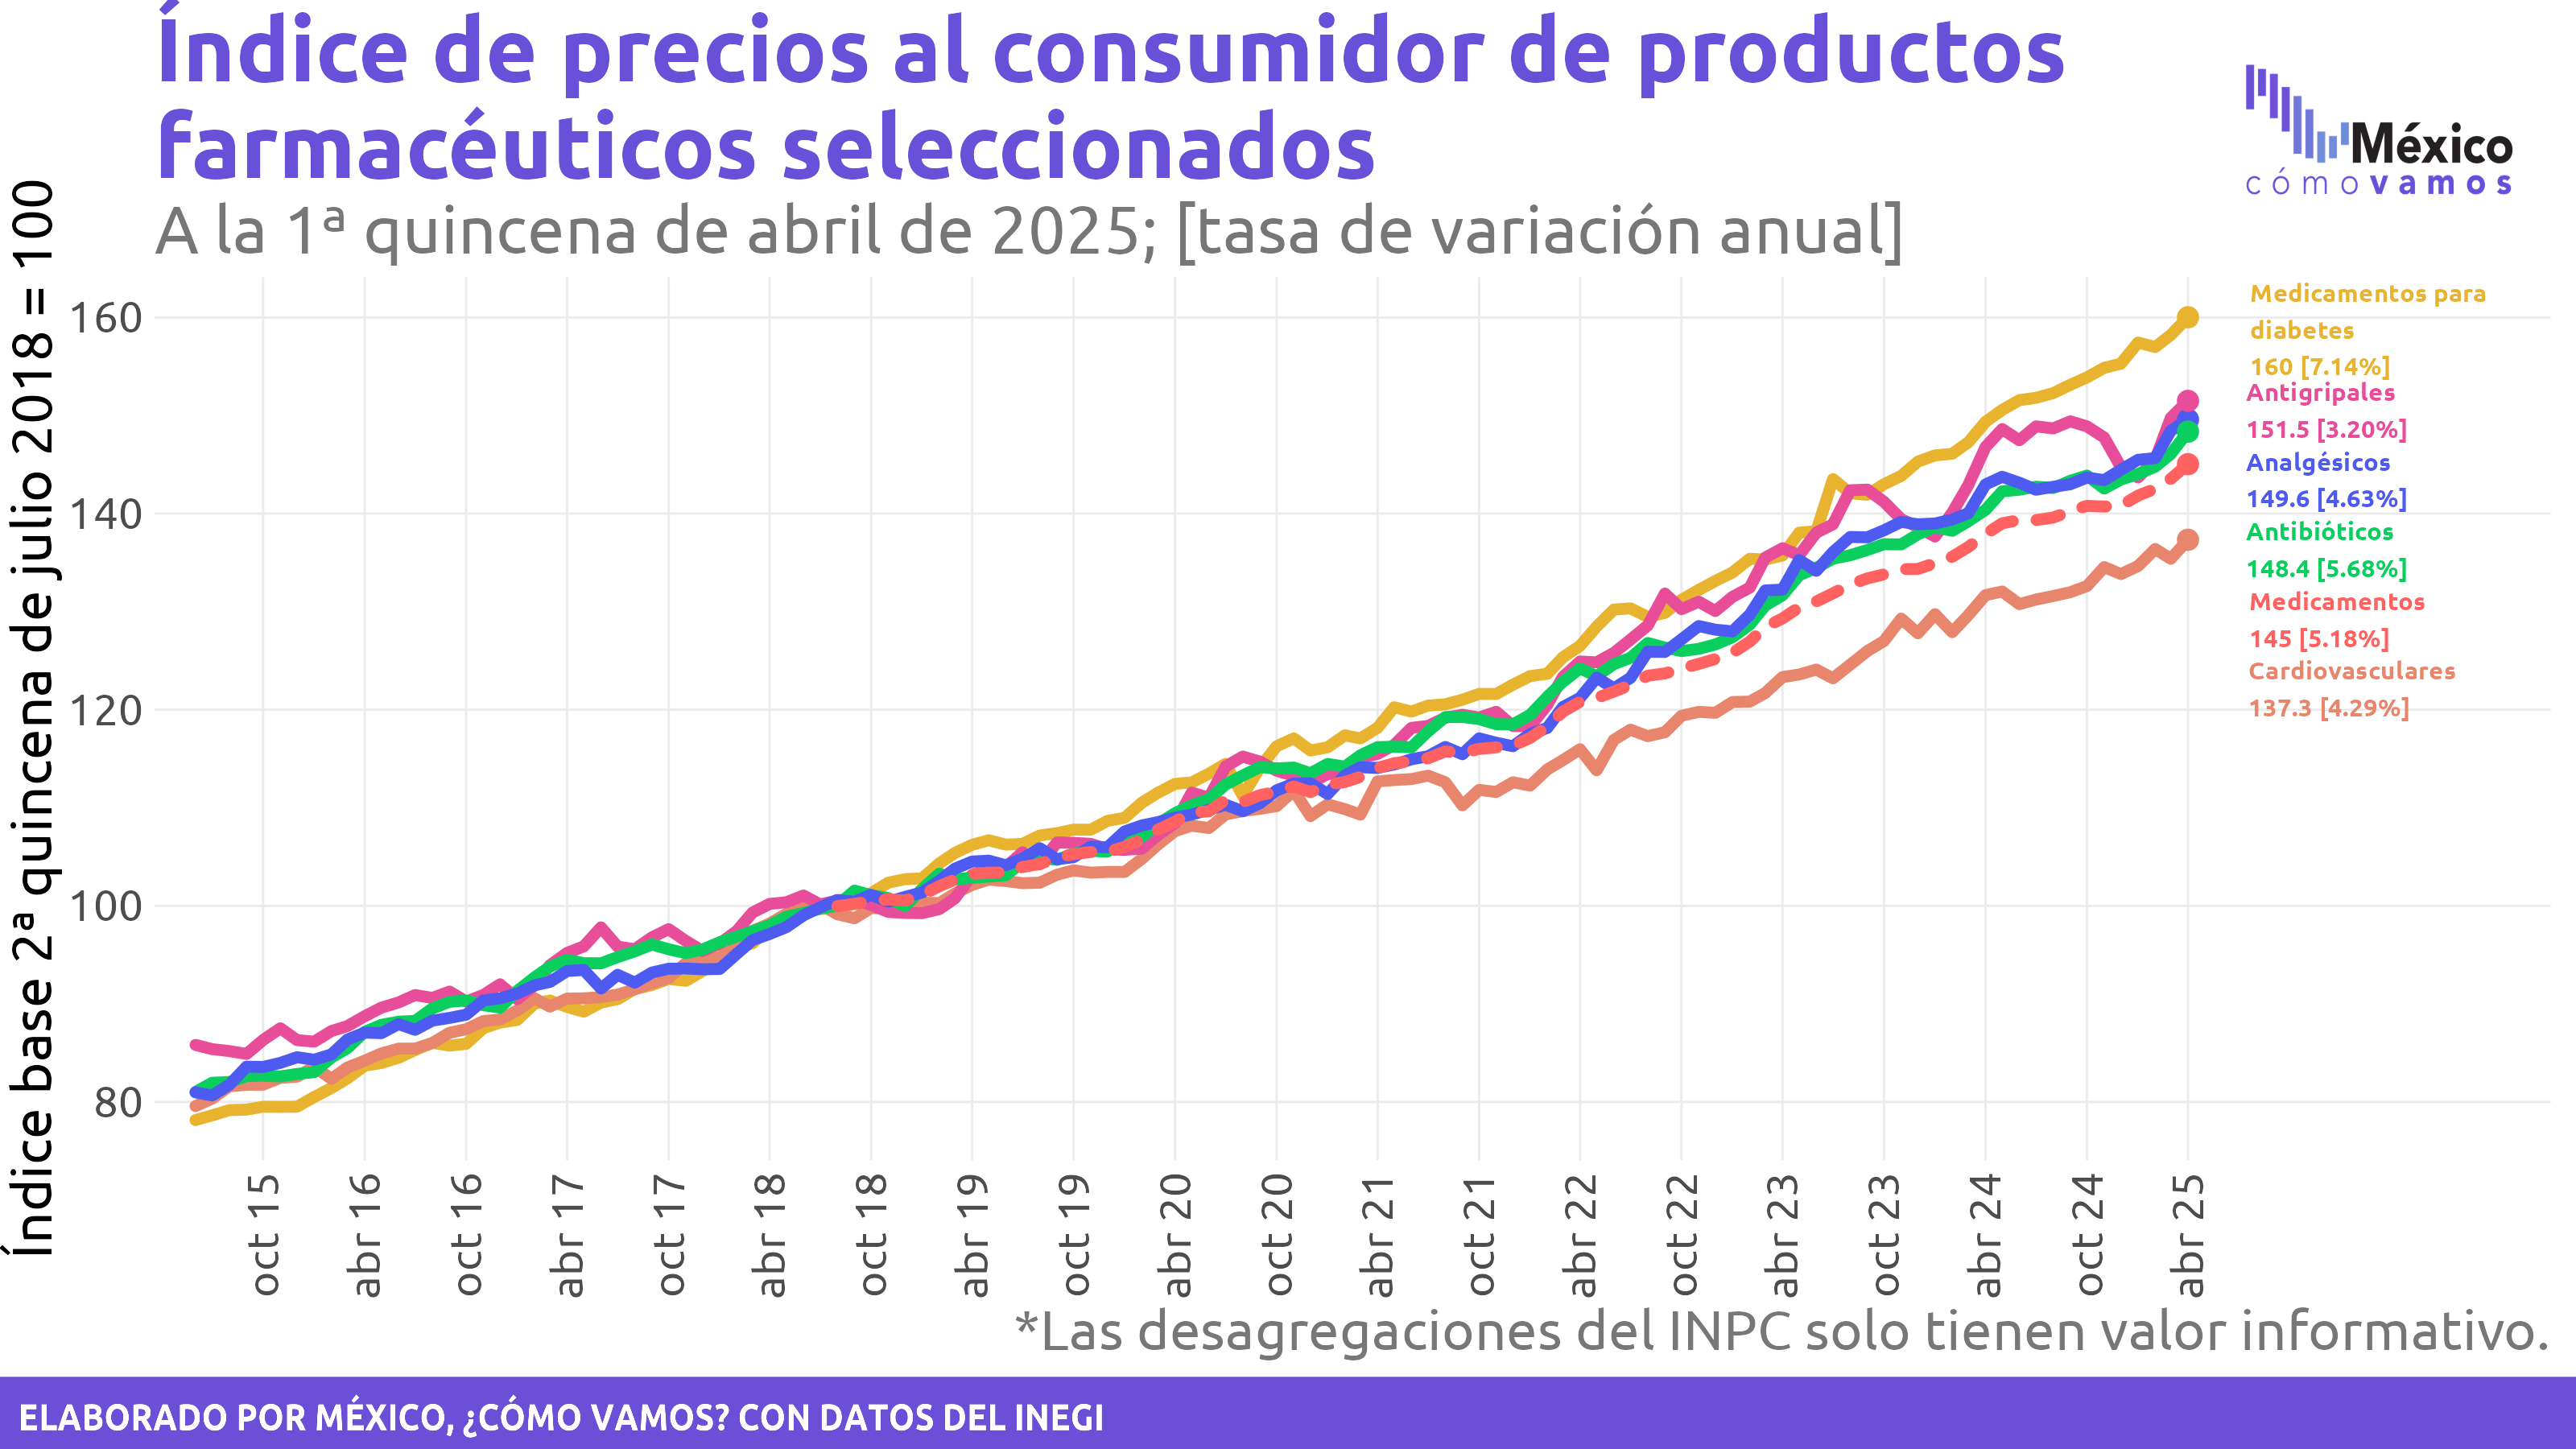 Índice de precios al consumidor de productos
farmacéuticos seleccionados
A la 1ª quincena de abril de 2025; [tasa de variación anual]
México
cómo vamos
Índice base 2ª quincena de julio 2018 = 100
160
140
120
100
80
Medicamentos para
diabetes
160 [7.14%]
Antigripales
151.5 [3.20%]
Analgésicos
149.6 [4.63%]
Antibióticos
148.4 [5.68%]
Medicamentos
145 [5.18%]
Cardiovasculares
137.3 [4.29%]
oct 15
abr 16
oct 16
abr 17
oct 17
abr 18
oct 18
abr 19
oct 19
abr 20
oct 20
abr 21
oct 21
abr 22
oct 22
abr 23
oct 23
abr 24
oct 24
abr 25
*Las desagregaciones del INPC solo tienen valor informativo.
ELABORADO POR MÉXICO, ¿CÓMO VAMOS? CON DATOS DEL INEGI